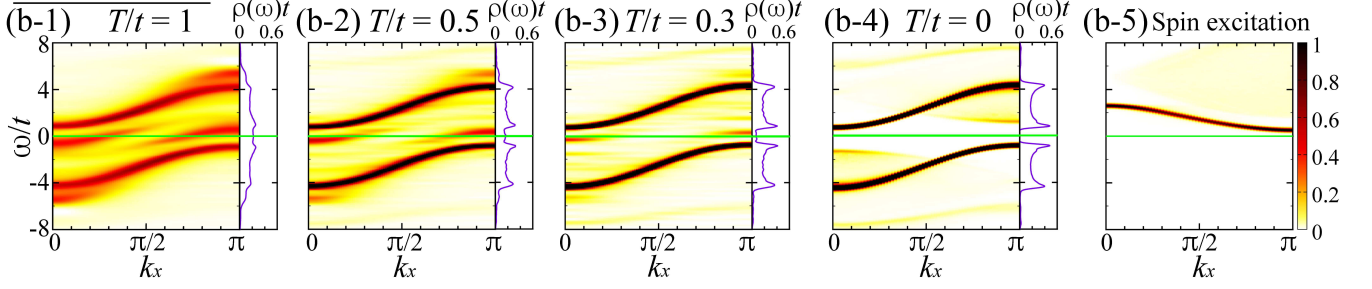 (b-1) T/t = 1 ρ(ω)t
0 0.6
(b-2) T/t = 0.5 ρ(ω)t
0 0.6
(b-3) T/t = 0.3 ρ(ω)t
0 0.6
(b-4) T/t = 0 ρ(ω)t
0 0.6
(b-5) Spin excitation
8
4
0
-4
-8
ω/t
0 π/2 π
kx
0 π/2 π
kx
0 π/2 π
kx
0 π/2 π
kx
0 π/2 π
kx
1
0.8
0.6
0.4
0.2
0